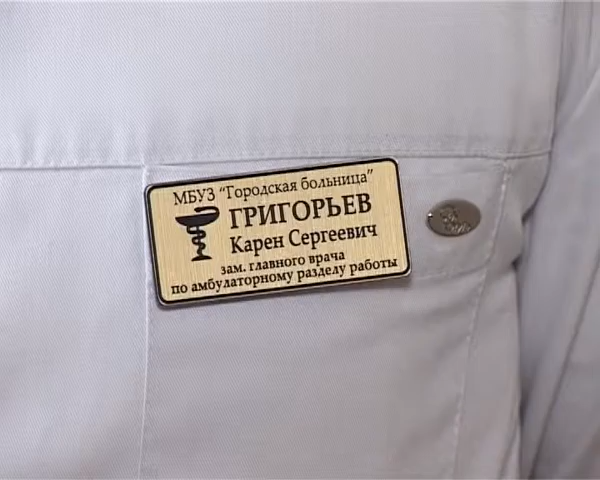 МБУЗ "Городская больница"
ГРИГОРЬЕВ
Карен Сергеевич
зам. главного врача
по амбулаторному разделу работы